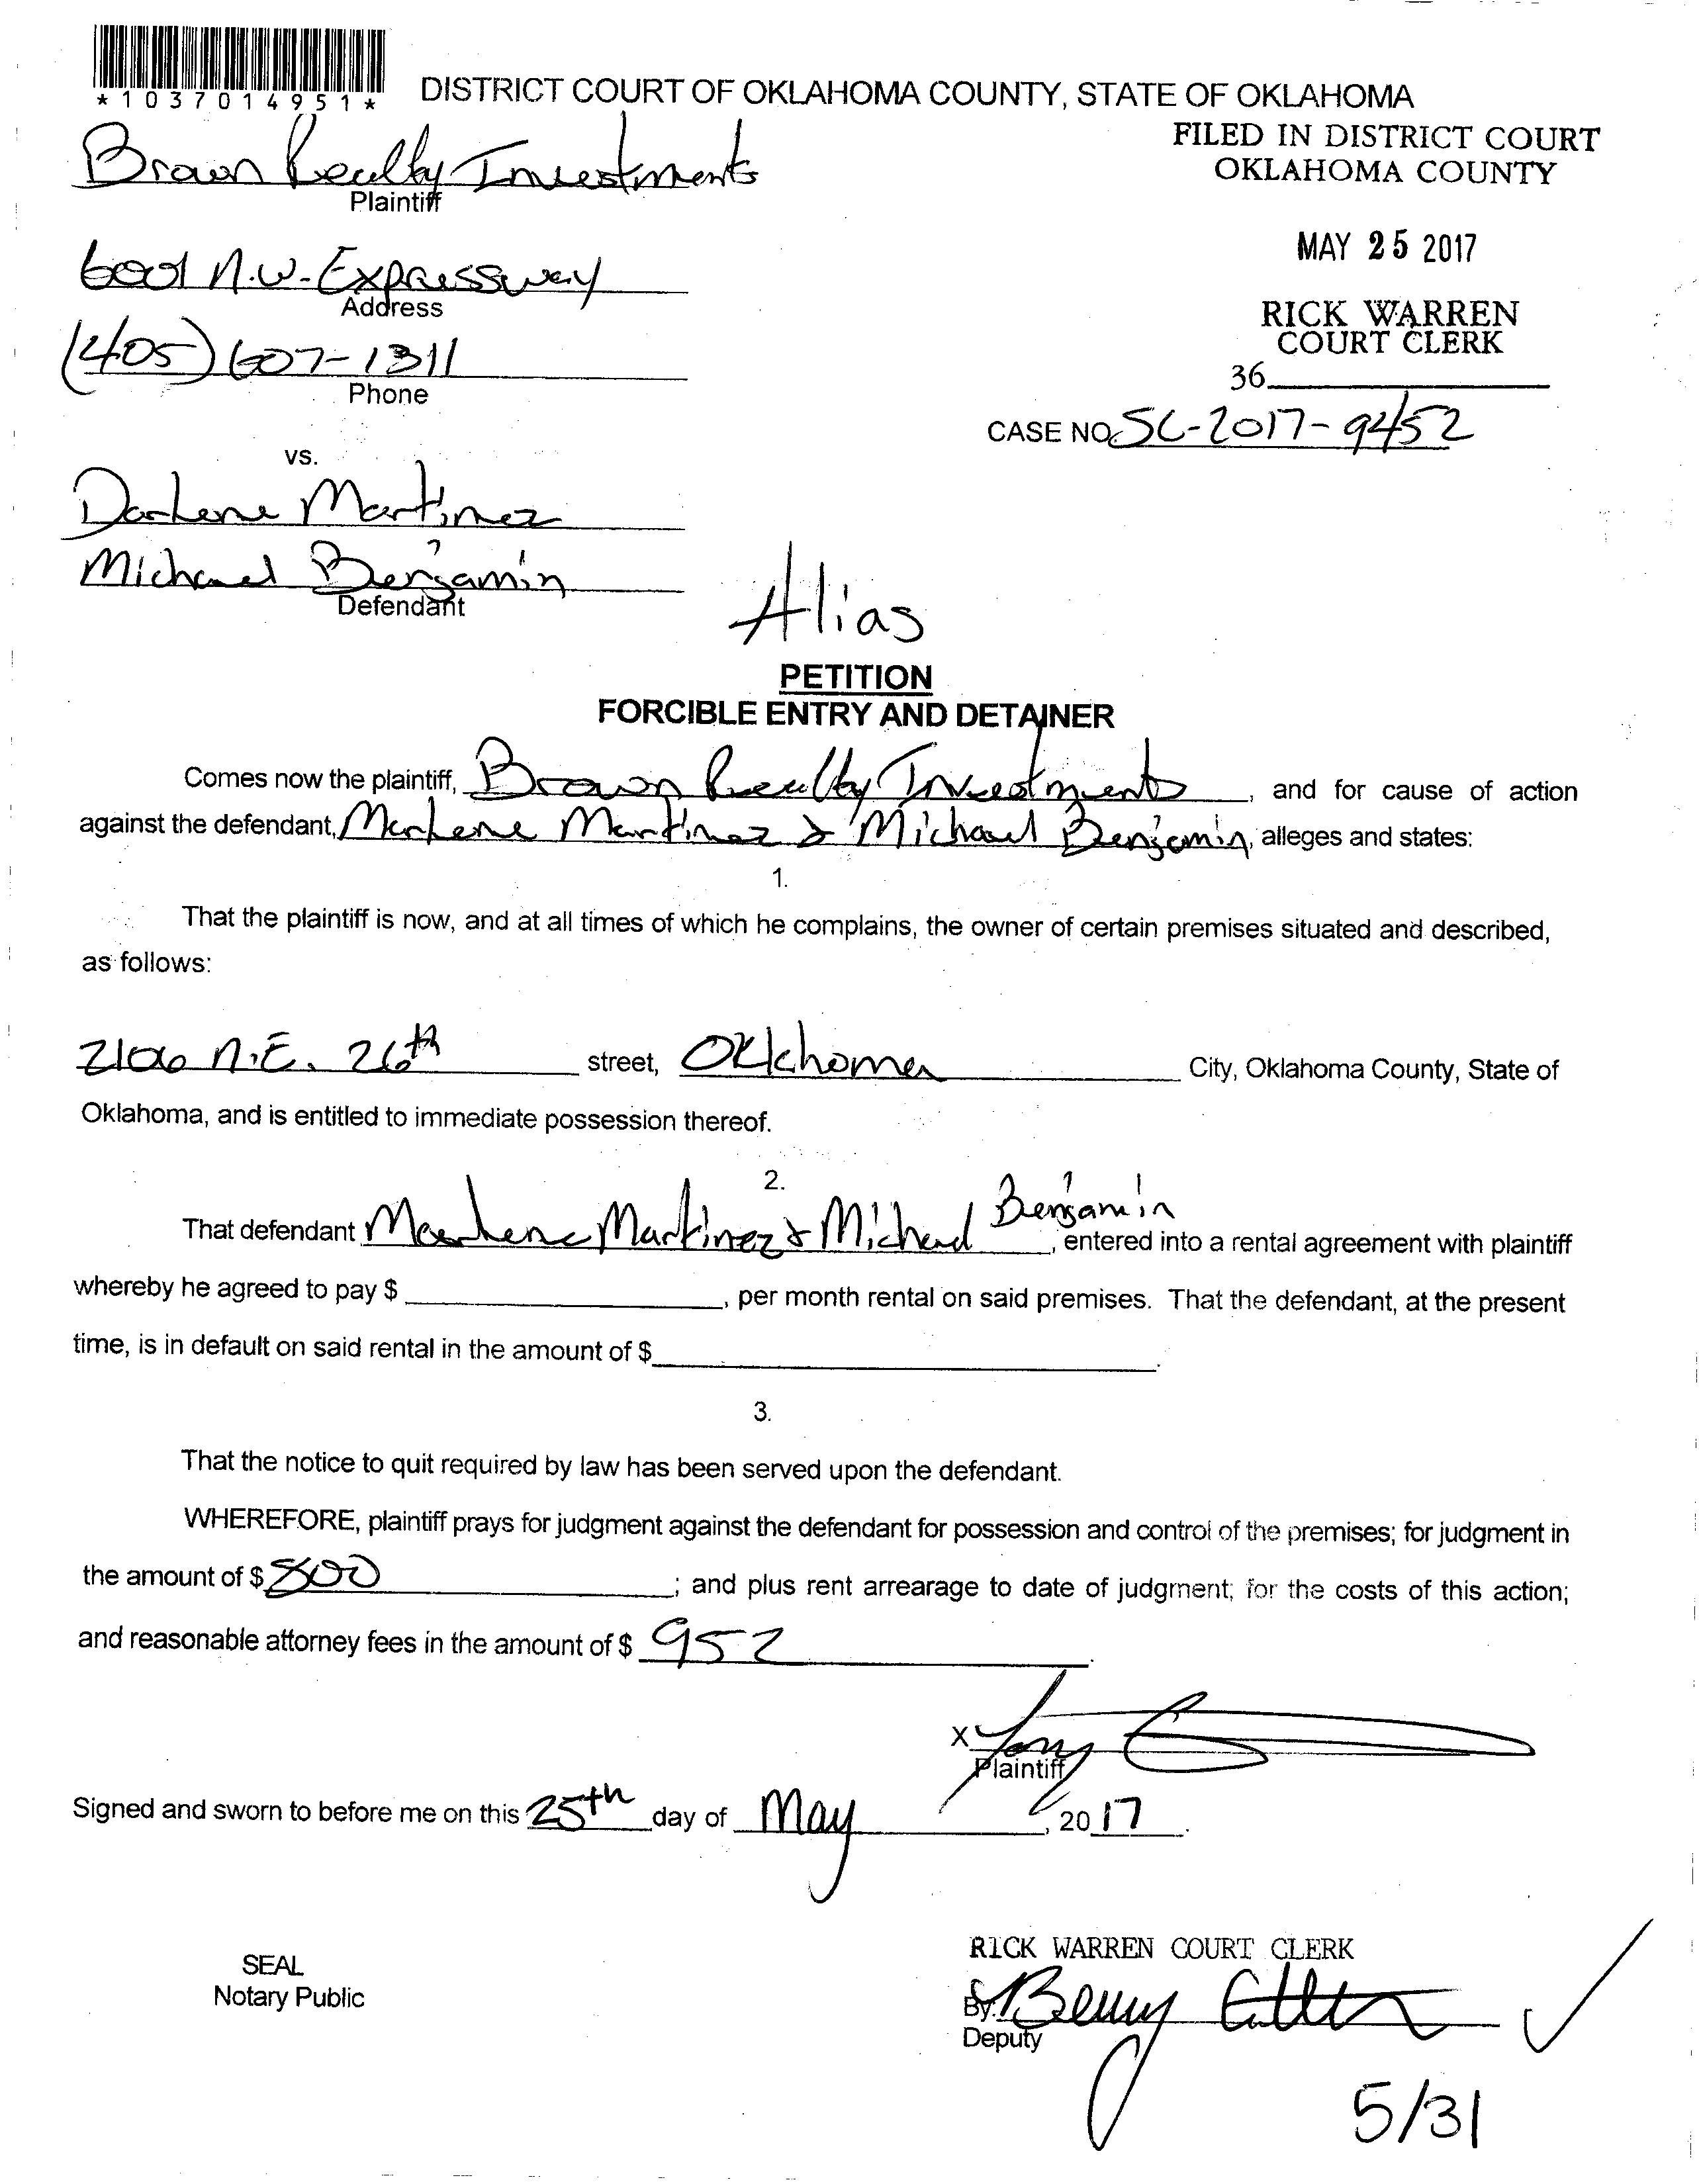 *1037014951*
DISTRICT COURT OF OKLAHOMA COUNTY, STATE OF OKLAHOMA
FILED IN DISTRICT COURT
OKLAHOMA COUNTY
Brown Realty Investments
Plaintiff
MAY 25 2017
6001 N.W. Expressway
Address
RICK WARREN
COURT CLERK
(405) 607-1311
Phone
36
CASE NO. SC-2017-9452
vs.
Darlene Martinez
Michael Benjamin
Defendant
Alias
PETITION
FORCIBLE ENTRY AND DETAINER
Comes now the plaintiff, Brown Realty Investments, and for cause of action
against the defendant, Marlene Martinez & Michael Benjamin, alleges and states:
1.
That the plaintiff is now, and at all times of which he complains, the owner of certain premises situated and described,
as follows:
2106 N.E. 26th street, Oklahoma City, Oklahoma County, State of
Oklahoma, and is entitled to immediate possession thereof.
2.
That defendant Marlene Martinez & Michael Benjamin, entered into a rental agreement with plaintiff
whereby he agreed to pay $, per month rental on said premises. That the defendant, at the present
time, is in default on said rental in the amount of $.
3.
That the notice to quit required by law has been served upon the defendant.
WHEREFORE, plaintiff prays for judgment against the defendant for possession and control of the premises; for judgment in
the amount of $ 800; and plus rent arrearage to date of judgment; for the costs of this action;
and reasonable attorney fees in the amount of $ 952.
X Tony
Plaintiff
Signed and sworn to before me on this 25th day of May, 2017.
RICK WARREN COURT CLERK
SEAL
Notary Public
By:
Deputy
5/31